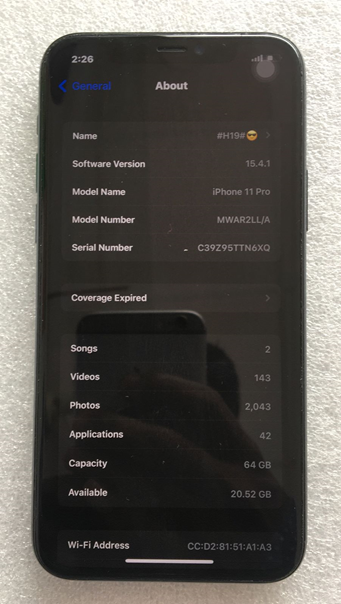 2:26
General
About
Name #H19#😎
Software Version 15.4.1
Model Name iPhone 11 Pro
Model Number MWAR2LL/A
Serial Number C39Z95TTN6XQ
Coverage Expired
Songs 2
Videos 143
Photos 2,043
Applications 42
Capacity 64 GB
Available 20.52 GB
Wi-Fi Address CC:D2:81:51:A1:A3